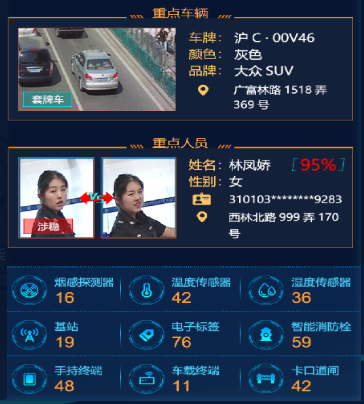 重点车辆
车牌: 沪 C · 00V46
颜色: 灰色
品牌: 大众 SUV
广富林路 1518 弄
369 号
套牌车
重点人员
姓名: 林凤娇 [95%]
性别: 女
310103********9283
西林北路 999 弄 170
号
VS
涉稳
烟感探测器 温度传感器 湿度传感器
16 42 36
基站 电子标签 智能消防栓
19 76 59
手持终端 车载终端 卡口道闸
48 11 42